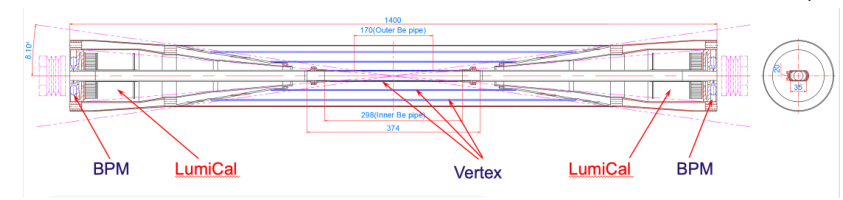 1400
170(Outer Be pipe)
8.10°
20
35
298(Inner Be pipe)
374
BPM
LumiCal
Vertex
LumiCal
BPM